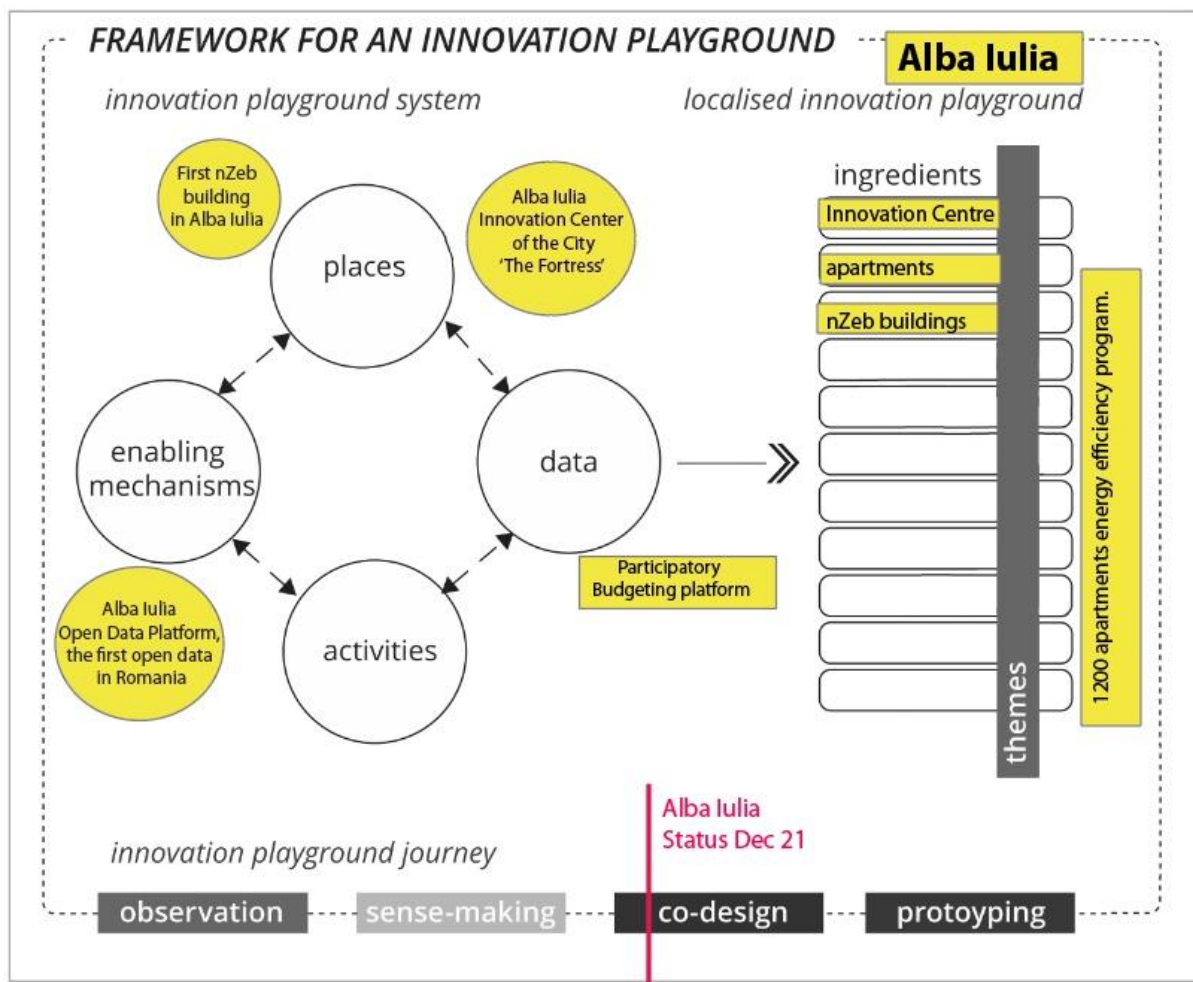 FRAMEWORK FOR AN INNOVATION PLAYGROUND
Alba Iulia
innovation playground system
localised innovation playground
First nZeb
building
in Alba Iulia
Alba Iulia
Innovation Center
of the City
'The Fortress'
places
enabling
mechanisms
data
activities
Alba Iulia
Open Data Platform,
the first open data
in Romania
Participatory
Budgeting platform
ingredients
Innovation Centre
apartments
nZeb buildings
themes
1200 apartments energy efficiency program.
Alba Iulia
Status Dec 21
innovation playground journey
observation
sense-making
co-design
protoyping